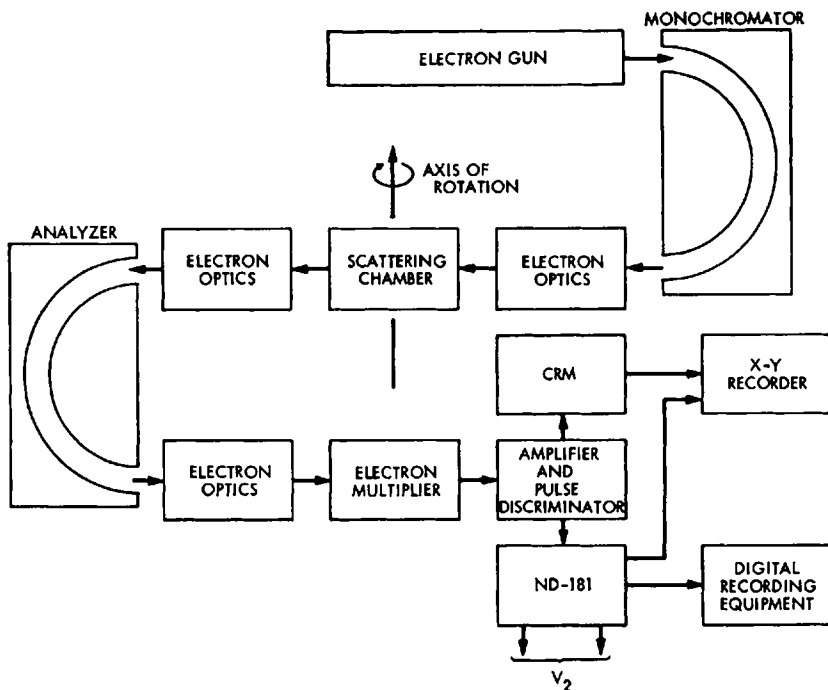 MONOCHROMATOR
ELECTRON GUN
AXIS OF
ROTATION
ANALYZER
ELECTRON
OPTICS
SCATTERING
CHAMBER
ELECTRON
OPTICS
CRM
X-Y
RECORDER
ELECTRON
OPTICS
ELECTRON
MULTIPLIER
AMPLIFIER
AND
PULSE
DISCRIMINATOR
ND-181
DIGITAL
RECORDING
EQUIPMENT
V2